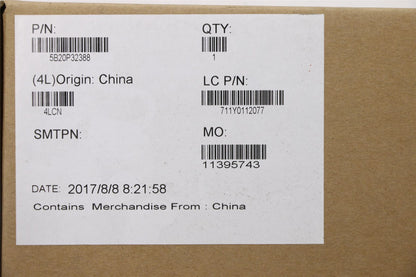 P/N: QTY:
5B20P32388 1
(4L)Origin: China LC P/N:
4LCN 711Y0112077
SMTPN: MO:
11395743
DATE: 2017/8/8 8:21:58
Contains Merchandise From : China